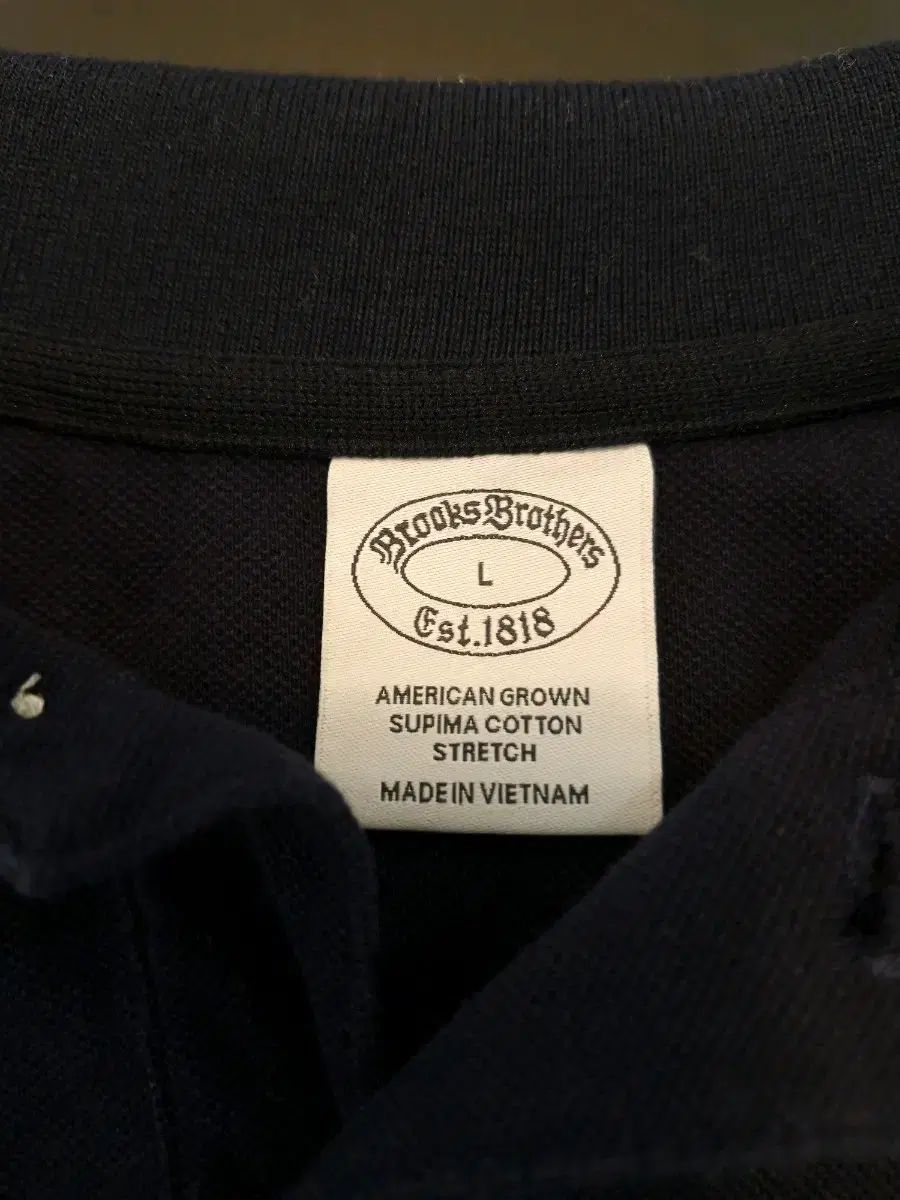 Brooks Brothers
L
Est.1818
AMERICAN GROWN
SUPIMA COTTON
STRETCH
MADE IN VIETNAM